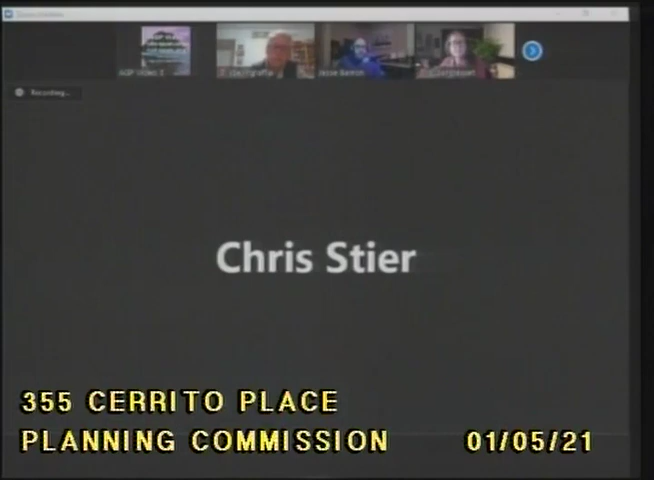 Recording...
Chris Stier
355 CERRITO PLACE
PLANNING COMMISSION 01/05/21